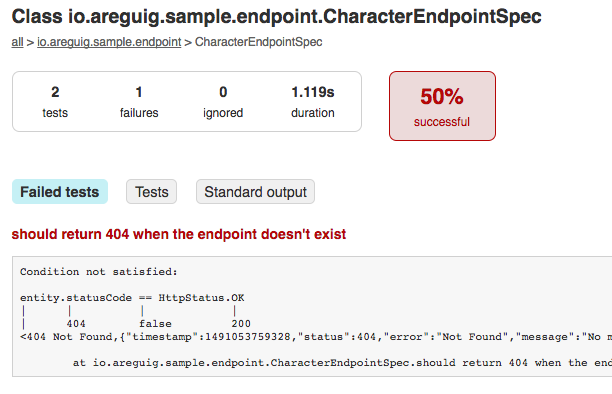 Class io.areguig.sample.endpoint.CharacterEndpointSpec
all > io.areguig.sample.endpoint > CharacterEndpointSpec
2 1 0 1.119s
tests failures ignored duration
50%
successful
Failed tests Tests Standard output
should return 404 when the endpoint doesn't exist
Condition not satisfied:
entity.statusCode == HttpStatus.OK
| | | |
| 404 false 200
<404 Not Found,{"timestamp":1491053759328,"status":404,"error":"Not Found","message":"No m
at io.areguig.sample.endpoint.CharacterEndpointSpec.should return 404 when the end